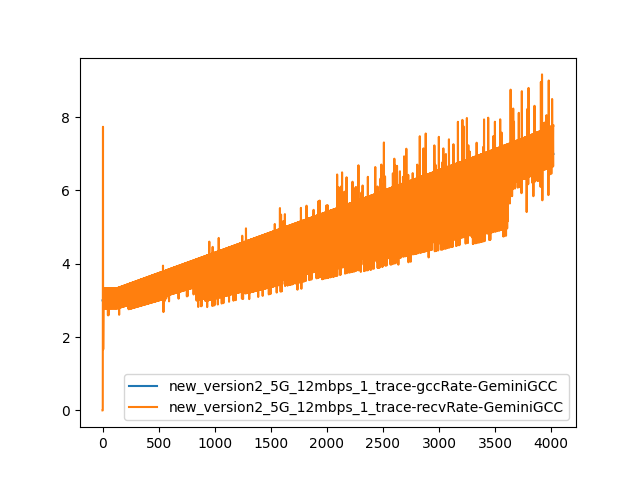 8
6
4
2
0
new_version2_5G_12mbps_1_trace-gccRate-GeminiGCC
new_version2_5G_12mbps_1_trace-recvRate-GeminiGCC
0 500 1000 1500 2000 2500 3000 3500 4000